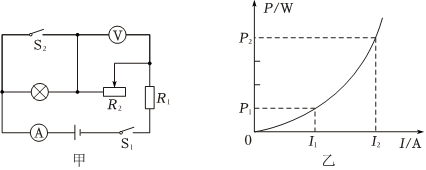 S₂
V
R₂
R₁
A
S₁
甲
P/W
P₂
P₁
0
I₁
I₂
I/A
乙